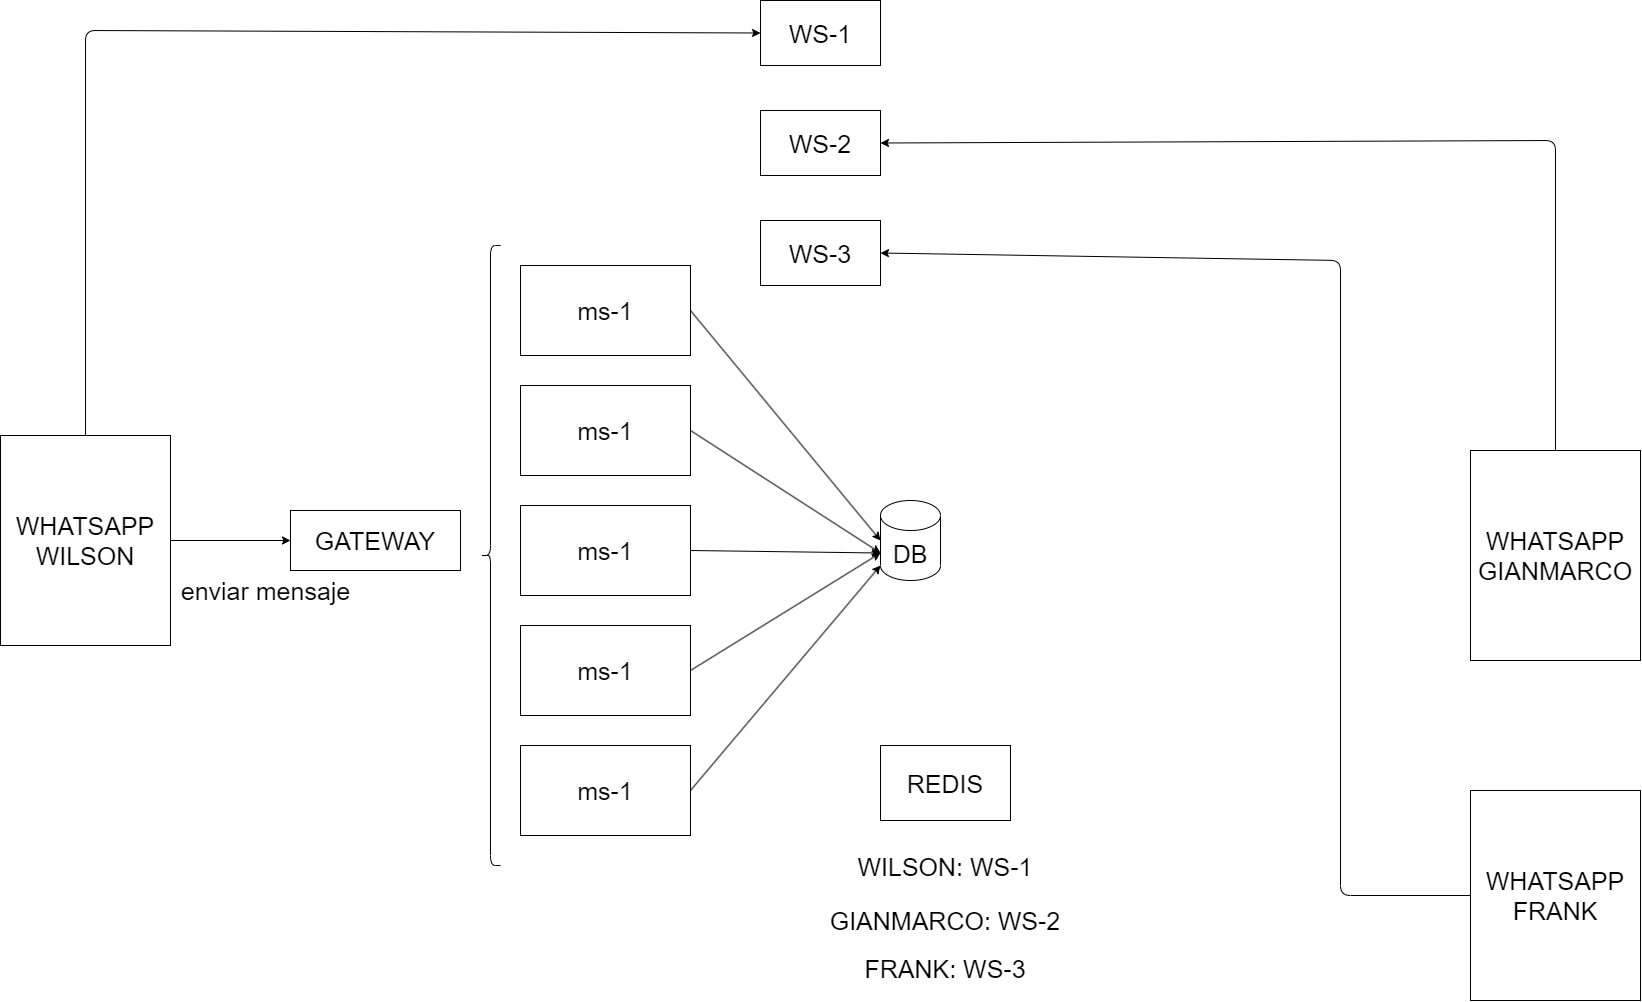 WS-1
WS-2
WS-3
ms-1
ms-1
ms-1
ms-1
ms-1
WHATSAPP
WILSON
GATEWAY
enviar mensaje
DB
WHATSAPP
GIANMARCO
REDIS
WILSON: WS-1
GIANMARCO: WS-2
FRANK: WS-3
WHATSAPP
FRANK